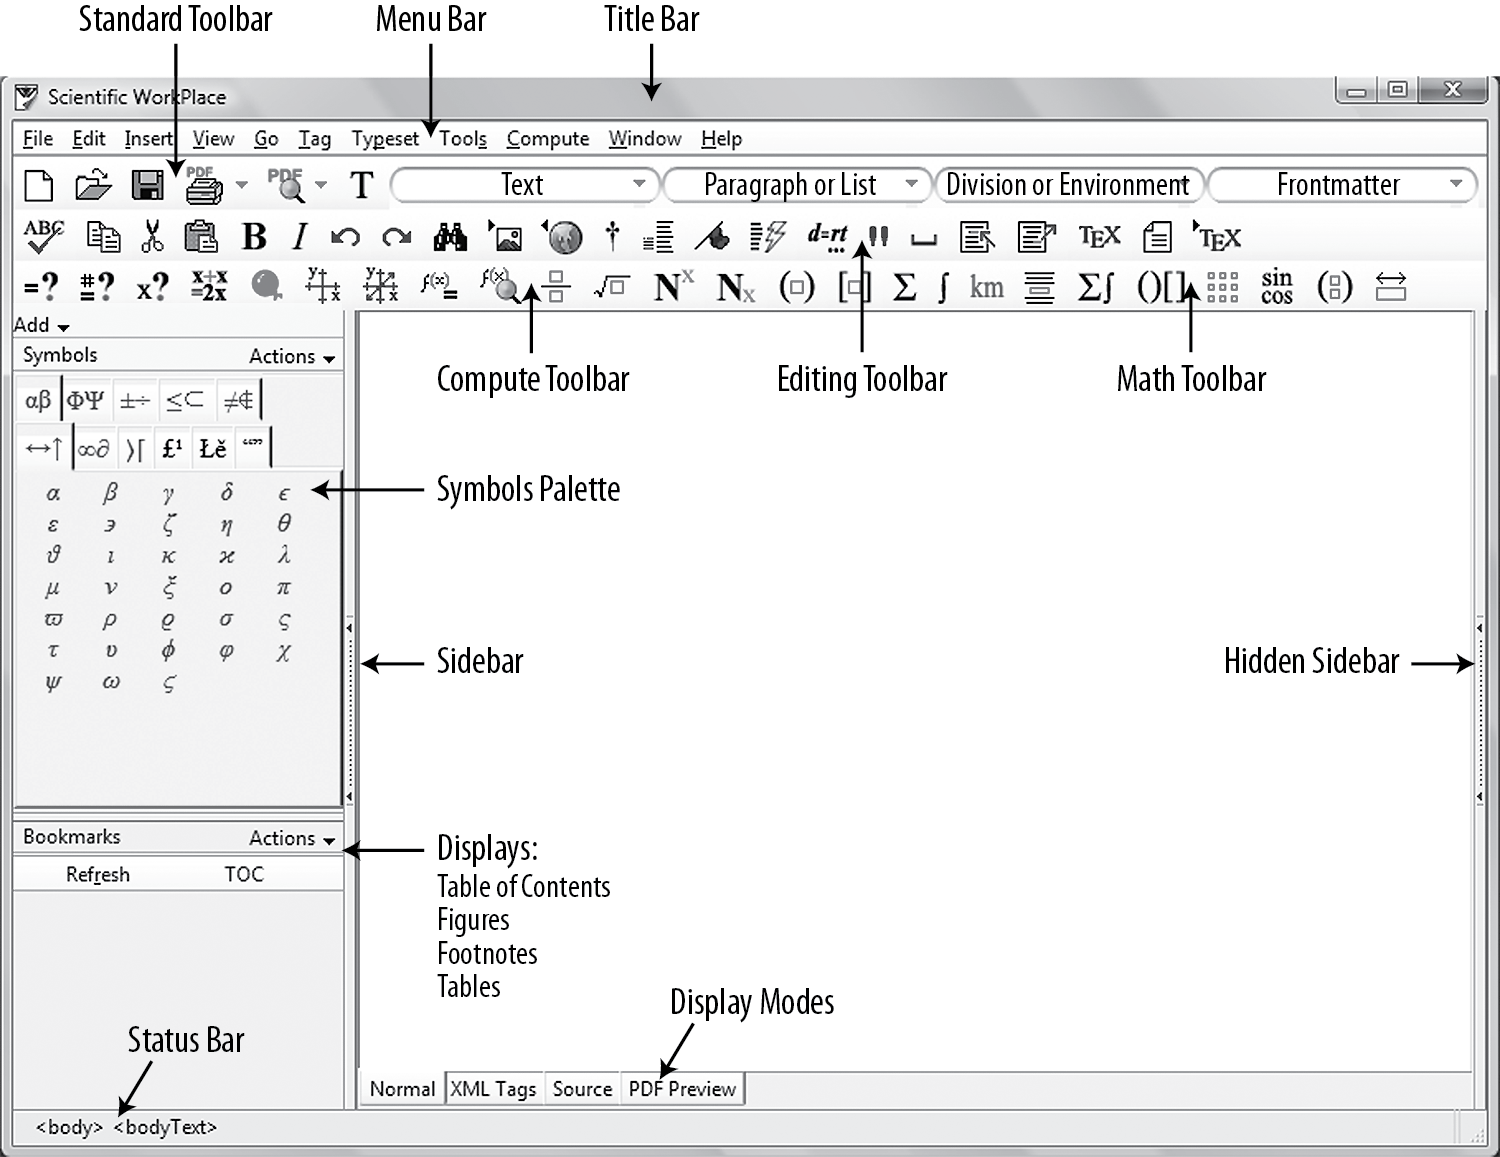 Standard Toolbar Menu Bar Title Bar
Scientific WorkPlace
File Edit Insert View Go Tag Typeset Tools Compute Window Help
PDF PDF T Text Paragraph or List Division or Environment Frontmatter
ABC B I d=rt ... TEX TEX
=? #=? x? x+x=2x y x y x f(x)= f(x) N^x N_x (□) [□] Σ ∫ km Σ∫ ()[] sin cos
Add
Symbols Actions
Compute Toolbar Editing Toolbar Math Toolbar
αβ ΦΨ ±÷ ≤⊂ ≠∉
↔↑ ∞∂ ⟩⌈ £¹ Łě “”
α β γ δ ϵ
Symbols Palette
ε϶ ζ η θ
ϑ ι κ ϰ λ
μ ν ξ ο π
ϖ ρ ϱ σ ς
τ υ ϕ φ χ
Sidebar Hidden Sidebar
ψ ω ϛ
Bookmarks Actions
Displays:
Refresh TOC
Table of Contents
Figures
Footnotes
Tables
Display Modes
Status Bar
Normal XML Tags Source PDF Preview
<body> <bodyText>